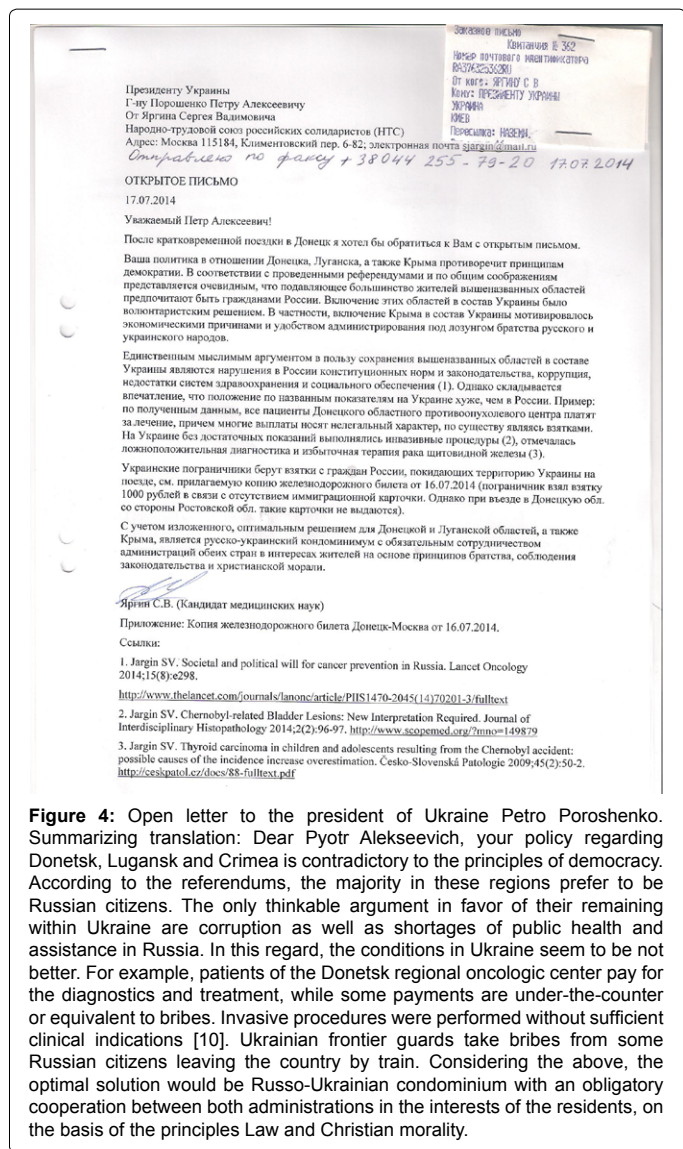 Заказное письмо
Квитанция № 362
Номер почтового идентификатора
RA376325362RU
От кого: ЯРГИНУ С В
Кому: ПРЕЗИДЕНТУ УКРАИНЫ
УКРАИНА
КИЕВ
Пересылка: НАЗЕМН.
Президенту Украины
Г-ну Порошенко Петру Алексеевичу
От Яргина Сергея Вадимовича
Народно-трудовой союз российских солидаристов (НТС)
Адрес: Москва 115184, Климентовский пер. 6-82; электронная почта sjargin@mail.ru
Отправлено по факсу +38044 255-79-20 17.07.2014
ОТКРЫТОЕ ПИСЬМО
17.07.2014
Уважаемый Петр Алексеевич!
После кратковременной поездки в Донецк я хотел бы обратиться к Вам с открытым письмом.
Ваша политика в отношении Донецка, Луганска, а также Крыма противоречит принципам
демократии. В соответствии с проведенными референдумами и по общим соображениям
представляется очевидным, что подавляющее большинство жителей вышеназванных областей
предпочитают быть гражданами России. Включение этих областей в состав Украины было
волюнтаристским решением. В частности, включение Крыма в состав Украины мотивировалось
экономическими причинами и удобством администрирования под лозунгом братства русского и
украинского народов.
Единственным мыслимым аргументом в пользу сохранения вышеназванных областей в составе
Украины являются нарушения в России конституционных норм и законодательства, коррупция,
недостатки систем здравоохранения и социального обеспечения (1). Однако складывается
впечатление, что положение по названным показателям на Украине хуже, чем в России. Пример:
по полученным данным, все пациенты Донецкого областного противоопухолевого центра платят
за лечение, причем многие выплаты носят нелегальный характер, по существу являясь взятками.
На Украине без достаточных показаний выполнялись инвазивные процедуры (2), отмечалась
ложноположительная диагностика и избыточная терапия рака щитовидной железы (3).
Украинские пограничники берут взятки с граждан России, покидающих территорию Украины на
поезде, см. прилагаемую копию железнодорожного билета от 16.07.2014 (пограничник взял взятку
1000 рублей в связи с отсутствием иммиграционной карточки. Однако при въезде в Донецкую обл.
со стороны Ростовской обл. такие карточки не выдаются).
С учетом изложенного, оптимальным решением для Донецкой и Луганской областей, а также
Крыма, является русско-украинский кондоминимум с обязательным сотрудничеством
администраций обеих стран в интересах жителей на основе принципов братства, соблюдения
законодательства и христианской морали.
Яргин С.В. (Кандидат медицинских наук)
Приложение: Копия железнодорожного билета Донецк-Москва от 16.07.2014.
Ссылки:
1. Jargin SV. Societal and political will for cancer prevention in Russia. Lancet Oncology
2014;15(8):e298.
http://www.thelancet.com/journals/lanonc/article/PIIS1470-2045(14)70201-3/fulltext
2. Jargin SV. Chernobyl-related Bladder Lesions: New Interpretation Required. Journal of
Interdisciplinary Histopathology 2014;2(2):96-97. http://www.scopemed.org/?mno=149879
3. Jargin SV. Thyroid carcinoma in children and adolescents resulting from the Chernobyl accident:
possible causes of the incidence increase overestimation. Česko-Slovenská Patologie 2009;45(2):50-2.
http://ceskpatol.cz/docs/88-fulltext.pdf
Figure 4: Open letter to the president of Ukraine Petro Poroshenko.
Summarizing translation: Dear Pyotr Alekseevich, your policy regarding
Donetsk, Lugansk and Crimea is contradictory to the principles of democracy.
According to the referendums, the majority in these regions prefer to be
Russian citizens. The only thinkable argument in favor of their remaining
within Ukraine are corruption as well as shortages of public health and
assistance in Russia. In this regard, the conditions in Ukraine seem to be not
better. For example, patients of the Donetsk regional oncologic center pay for
the diagnostics and treatment, while some payments are under-the-counter
or equivalent to bribes. Invasive procedures were performed without sufficient
clinical indications [10]. Ukrainian frontier guards take bribes from some
Russian citizens leaving the country by train. Considering the above, the
optimal solution would be Russo-Ukrainian condominium with an obligatory
cooperation between both administrations in the interests of the residents, on
the basis of the principles Law and Christian morality.